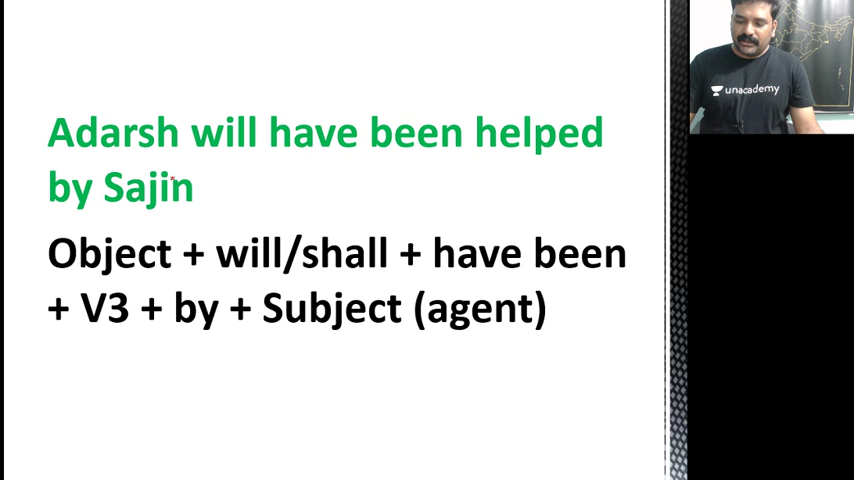 Adarsh will have been helped
by Sajin
Object + will/shall + have been
+ V3 + by + Subject (agent)
unacademy